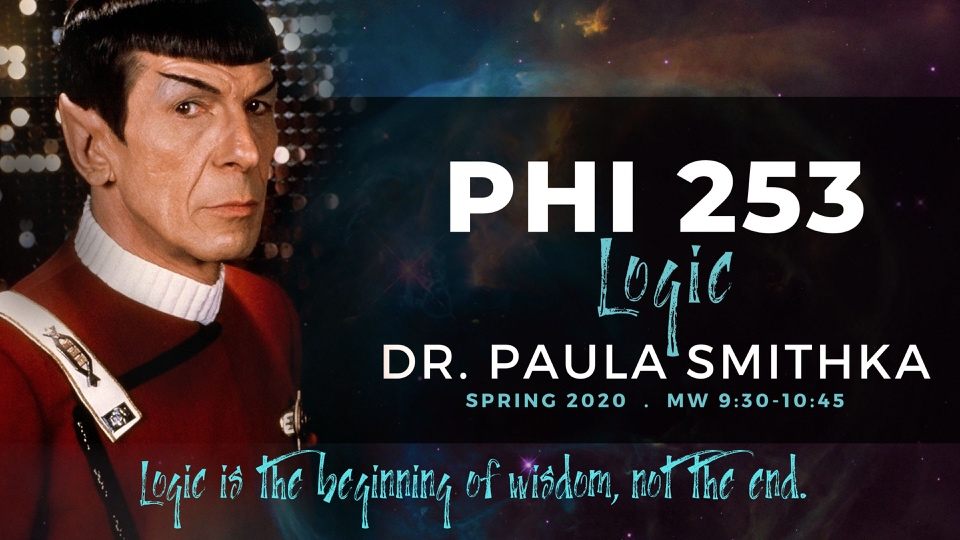 PHI 253
Logic
DR. PAULA SMITHKA
SPRING 2020 . MW 9:30-10:45
Logic is the beginning of wisdom, not the end.